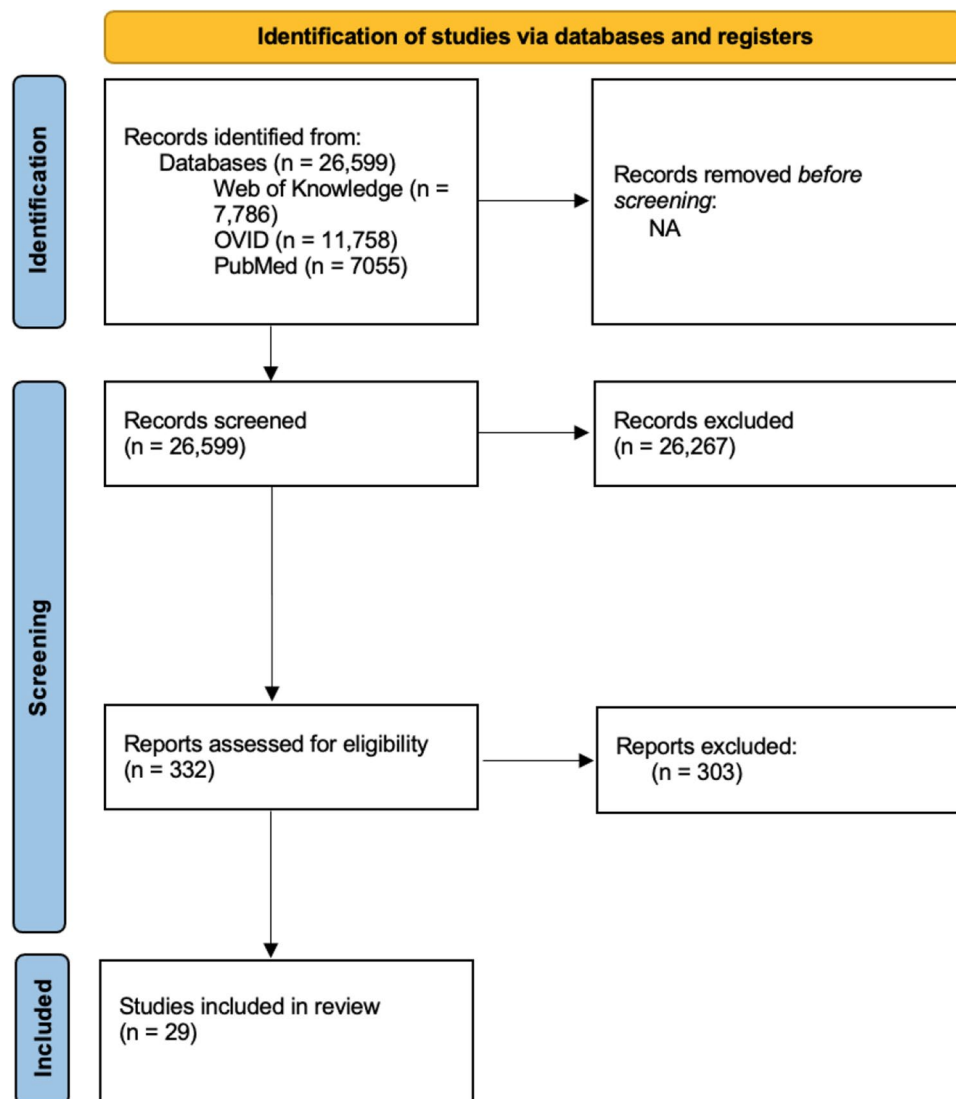 Identification of studies via databases and registers
Identification
Records identified from:
Databases (n = 26,599)
Web of Knowledge (n =
7,786)
OVID (n = 11,758)
PubMed (n = 7055)
Records removed before
screening:
NA
Screening
Records screened
(n = 26,599)
Records excluded
(n = 26,267)
Reports assessed for eligibility
(n = 332)
Reports excluded:
(n = 303)
Included
Studies included in review
(n = 29)